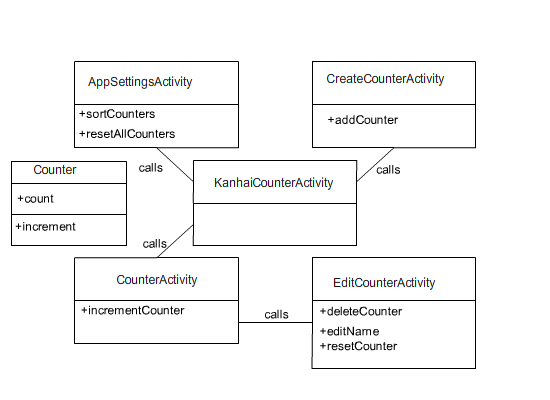 AppSettingsActivity
+sortCounters
+resetAllCounters
CreateCounterActivity
+addCounter
calls
calls
Counter
+count
+increment
KanhaiCounterActivity
calls
CounterActivity
+incrementCounter
calls
EditCounterActivity
+deleteCounter
+editName
+resetCounter